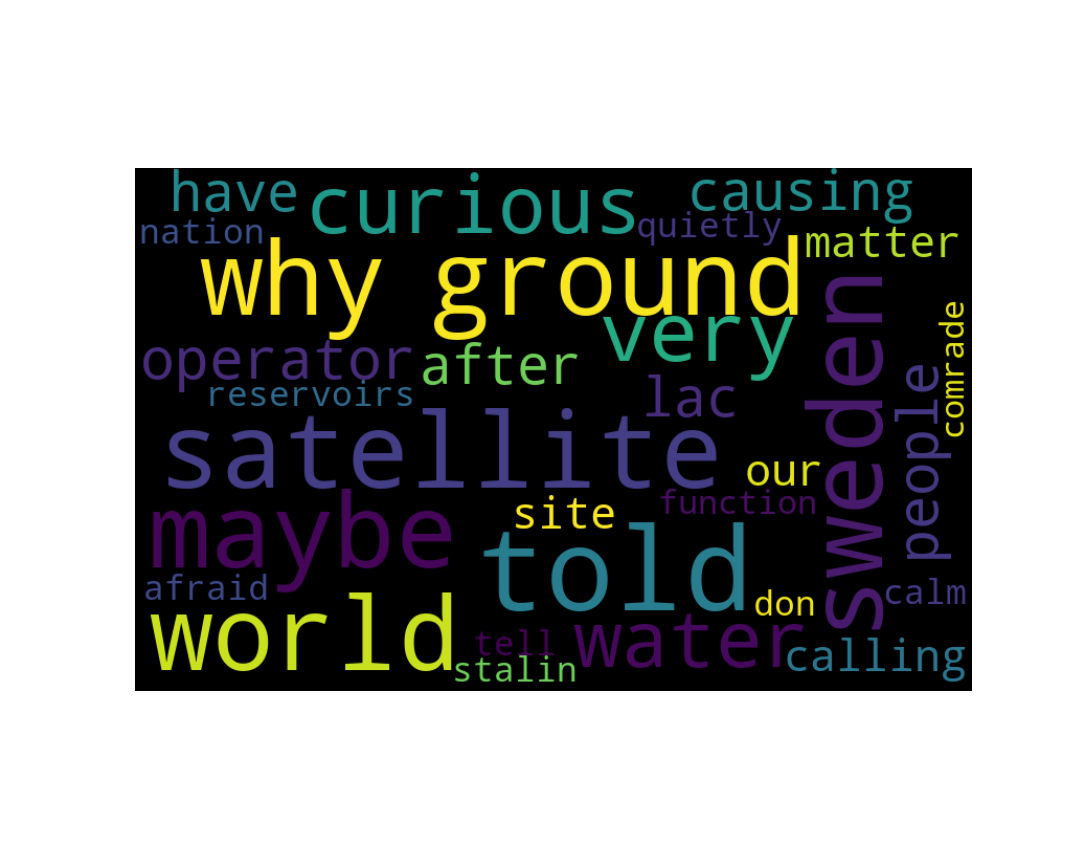 have curious causing
nation quietly
why ground matter
very sweden
operator after comrade
reservoirs lac people
satellite our
site function
maybe told
afraid don calm
world water
tell calling
stalin